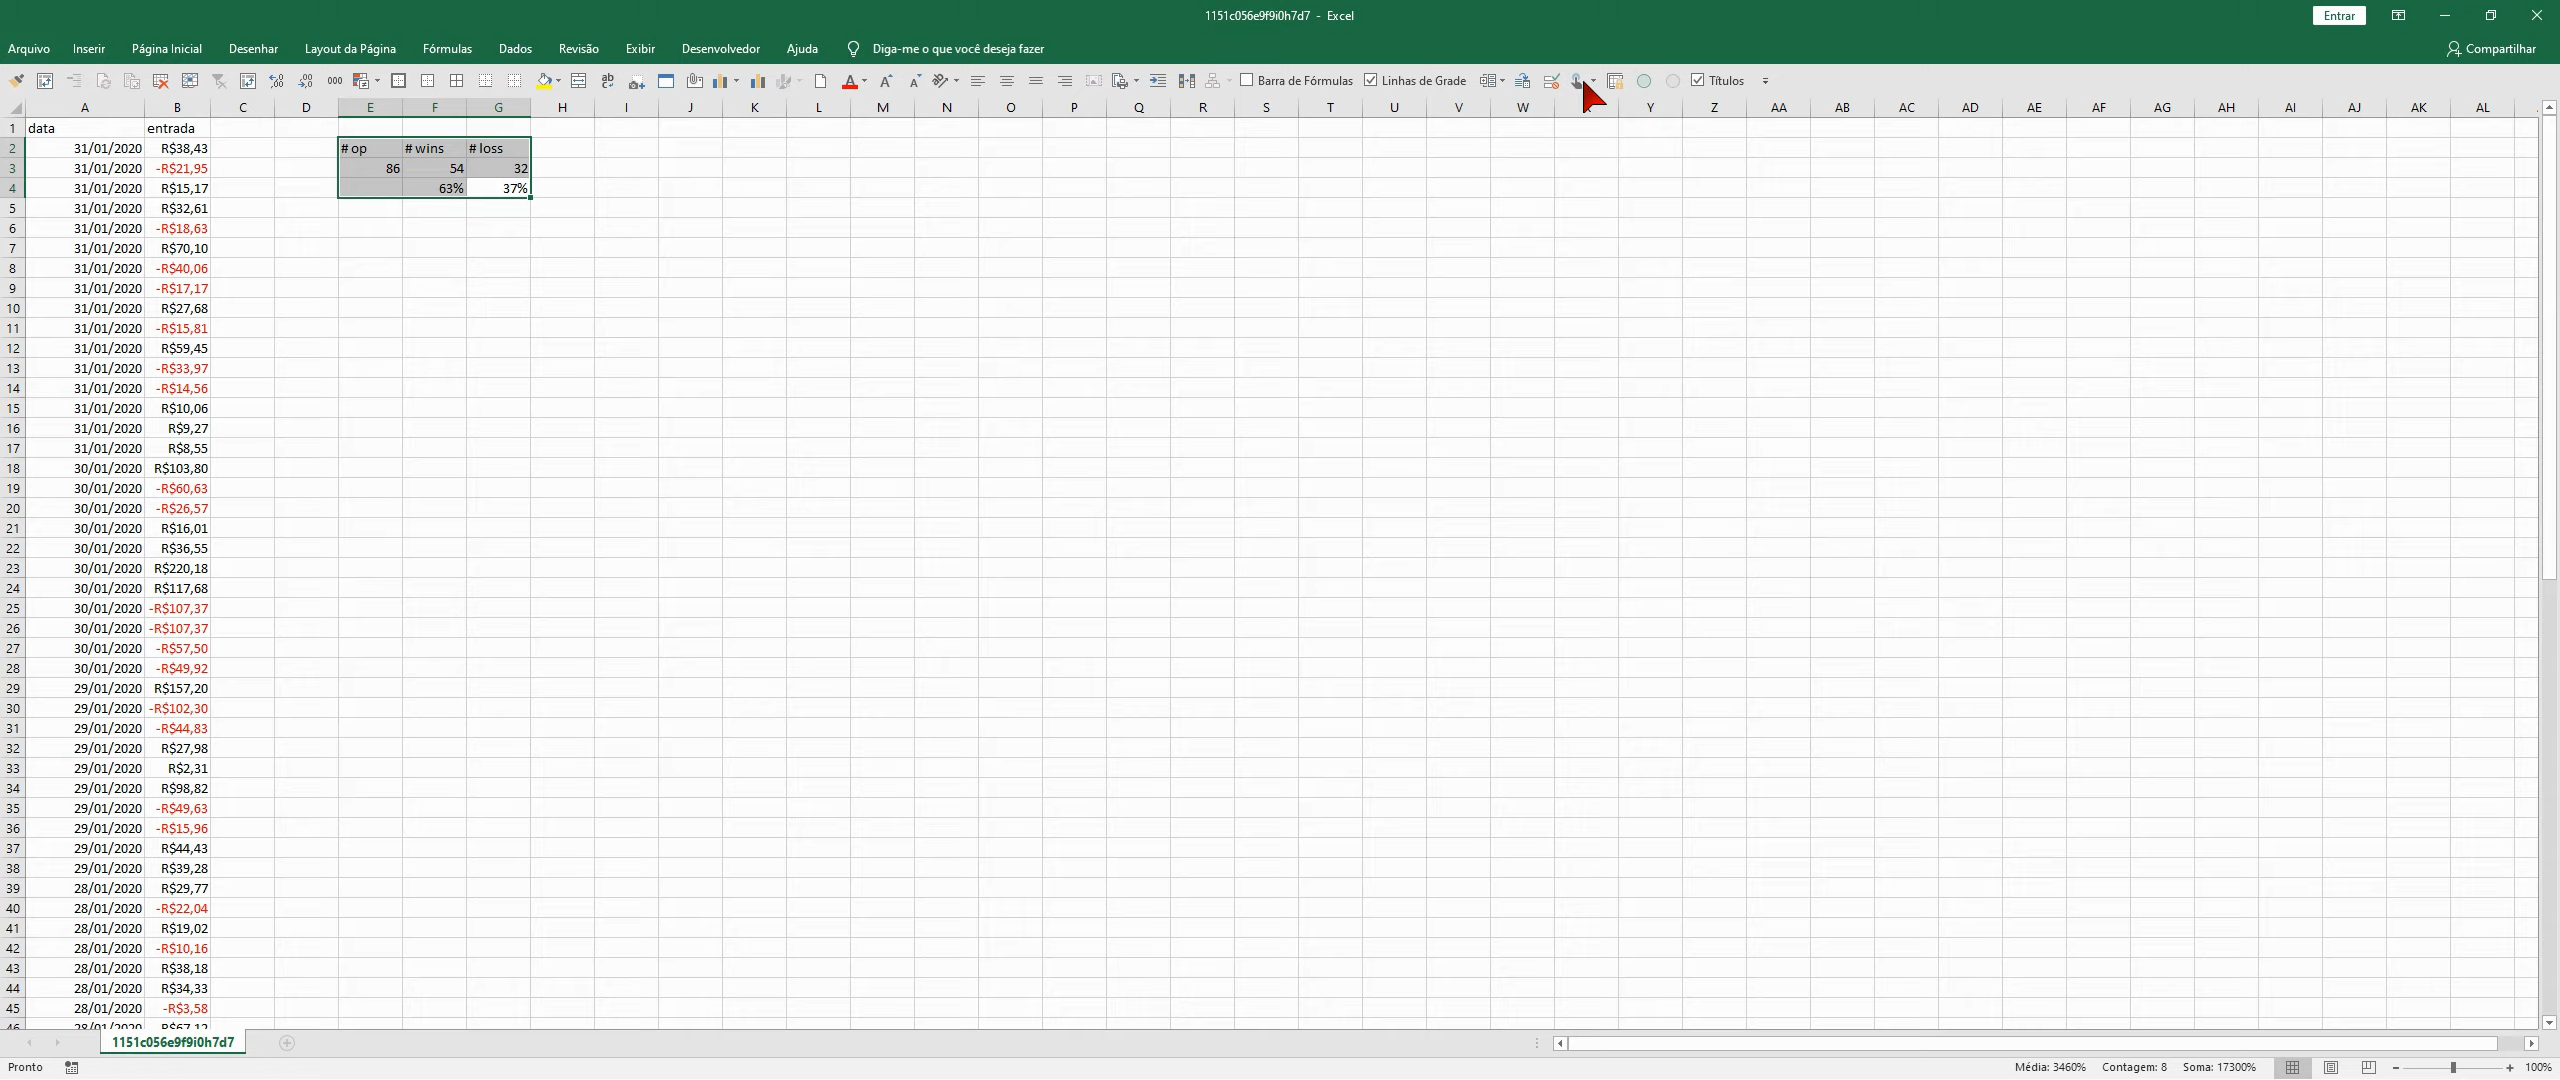 1151c056e9f9i0h7d7 - Excel
Entrar
Arquivo Inserir Página Inicial Desenhar Layout da Página Fórmulas Dados Revisão Exibir Desenvolvedor Ajuda Diga-me o que você deseja fazer Compartilhar
Barra de Fórmulas Linhas de Grade Títulos
A B C D E F G H I J K L M N O P Q R S T U V W Y Z AA AB AC AD AE AF AG AH AI AJ AK AL
1 data entrada
2 31/01/2020 R$38,43 # op # wins # loss
3 31/01/2020 -R$21,95 86 54 32
4 31/01/2020 R$15,17 63% 37%
5 31/01/2020 R$32,61
6 31/01/2020 -R$18,63
7 31/01/2020 R$70,10
8 31/01/2020 -R$40,06
9 31/01/2020 -R$17,17
10 31/01/2020 R$27,68
11 31/01/2020 -R$15,81
12 31/01/2020 R$59,45
13 31/01/2020 -R$33,97
14 31/01/2020 -R$14,56
15 31/01/2020 R$10,06
16 31/01/2020 R$9,27
17 31/01/2020 R$8,55
18 30/01/2020 R$103,80
19 30/01/2020 -R$60,63
20 30/01/2020 -R$26,57
21 30/01/2020 R$16,01
22 30/01/2020 R$36,55
23 30/01/2020 R$220,18
24 30/01/2020 R$117,68
25 30/01/2020 -R$107,37
26 30/01/2020 -R$107,37
27 30/01/2020 -R$57,50
28 30/01/2020 -R$49,92
29 29/01/2020 R$157,20
30 29/01/2020 -R$102,30
31 29/01/2020 -R$44,83
32 29/01/2020 R$27,98
33 29/01/2020 R$2,31
34 29/01/2020 R$98,82
35 29/01/2020 -R$49,63
36 29/01/2020 -R$15,96
37 29/01/2020 R$44,43
38 29/01/2020 R$39,28
39 28/01/2020 R$29,77
40 28/01/2020 -R$22,04
41 28/01/2020 R$19,02
42 28/01/2020 -R$10,16
43 28/01/2020 R$38,18
44 28/01/2020 R$34,33
45 28/01/2020 -R$3,58
46 28/01/2020 R$67,12
1151c056e9f9i0h7d7
Pronto Média: 3460% Contagem: 8 Soma: 17300% 100%